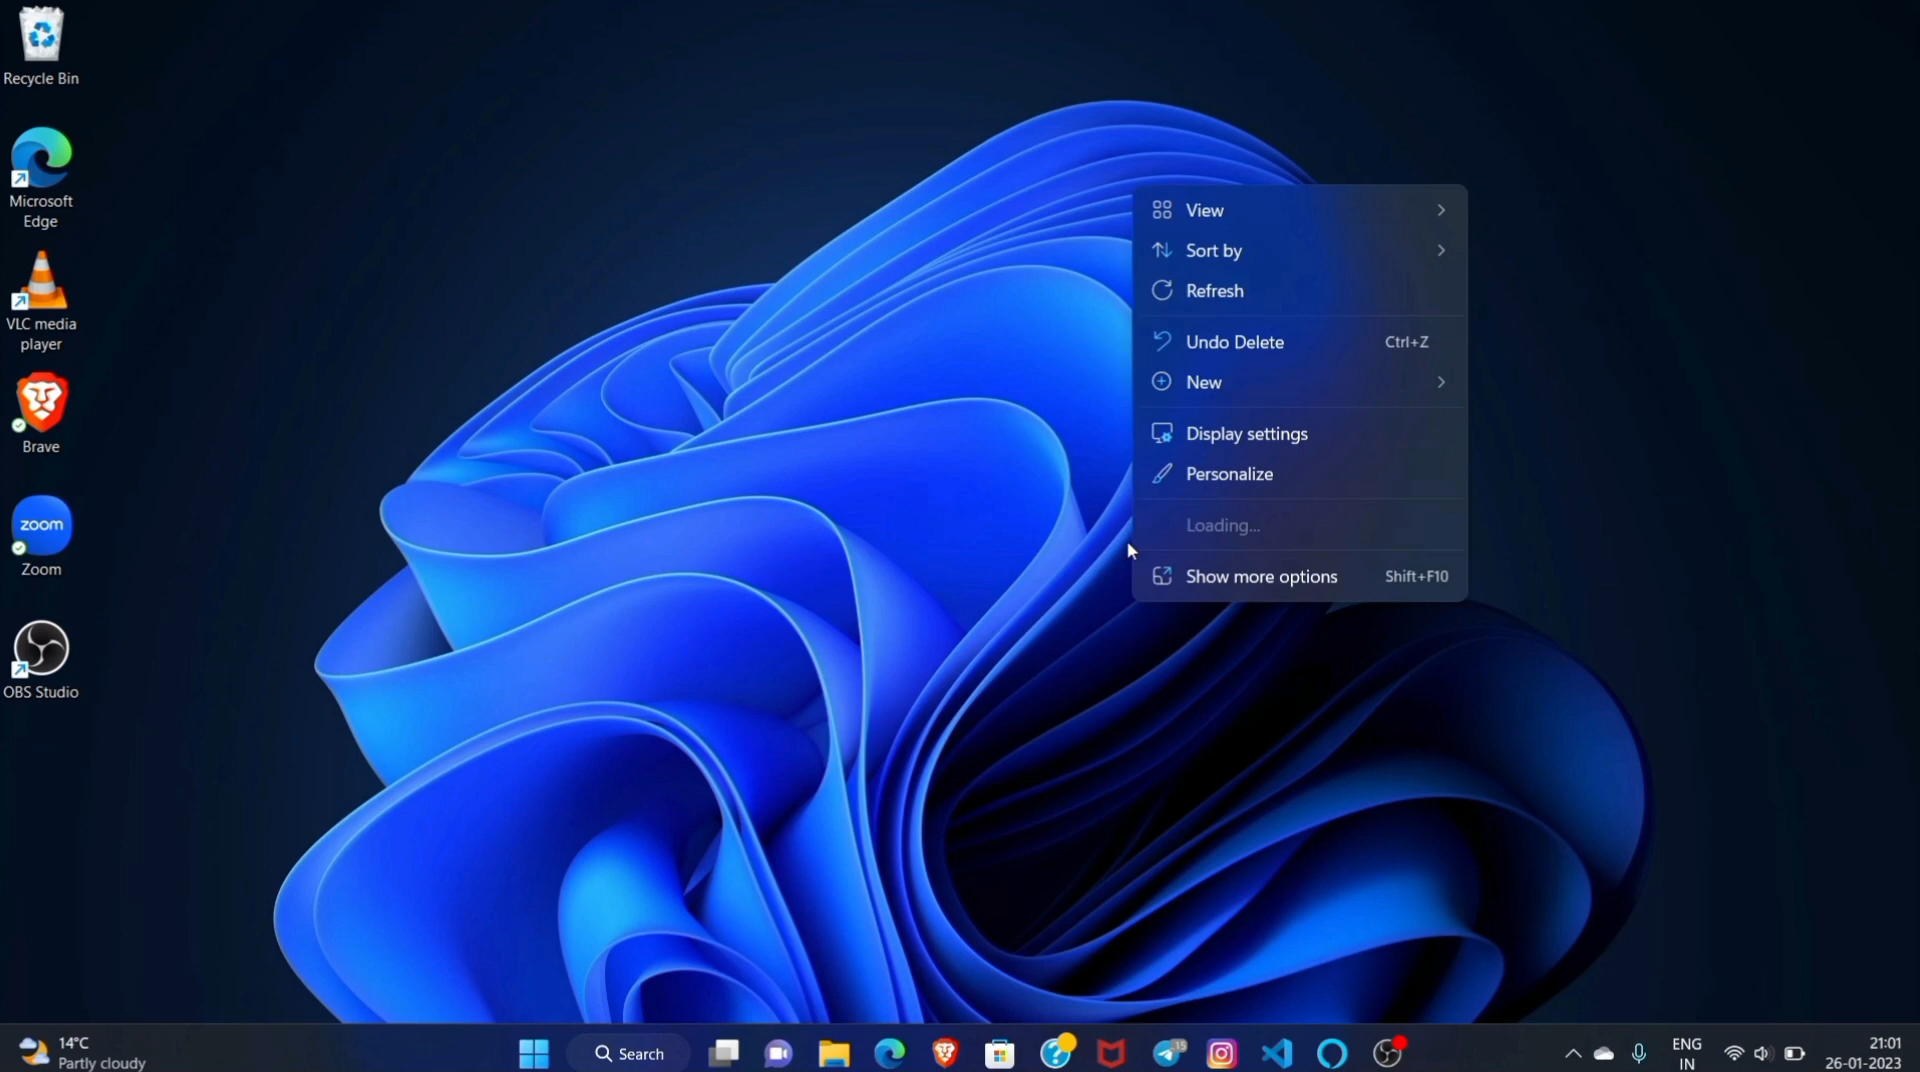 Recycle Bin
Microsoft
Edge
VLC media
player
Brave
zoom
Zoom
OBS Studio
View
Sort by
Refresh
Undo Delete Ctrl+Z
New
Display settings
Personalize
Loading...
Show more options Shift+F10
14°C
Partly cloudy
Search
15
ENG
IN
21:01
26-01-2023